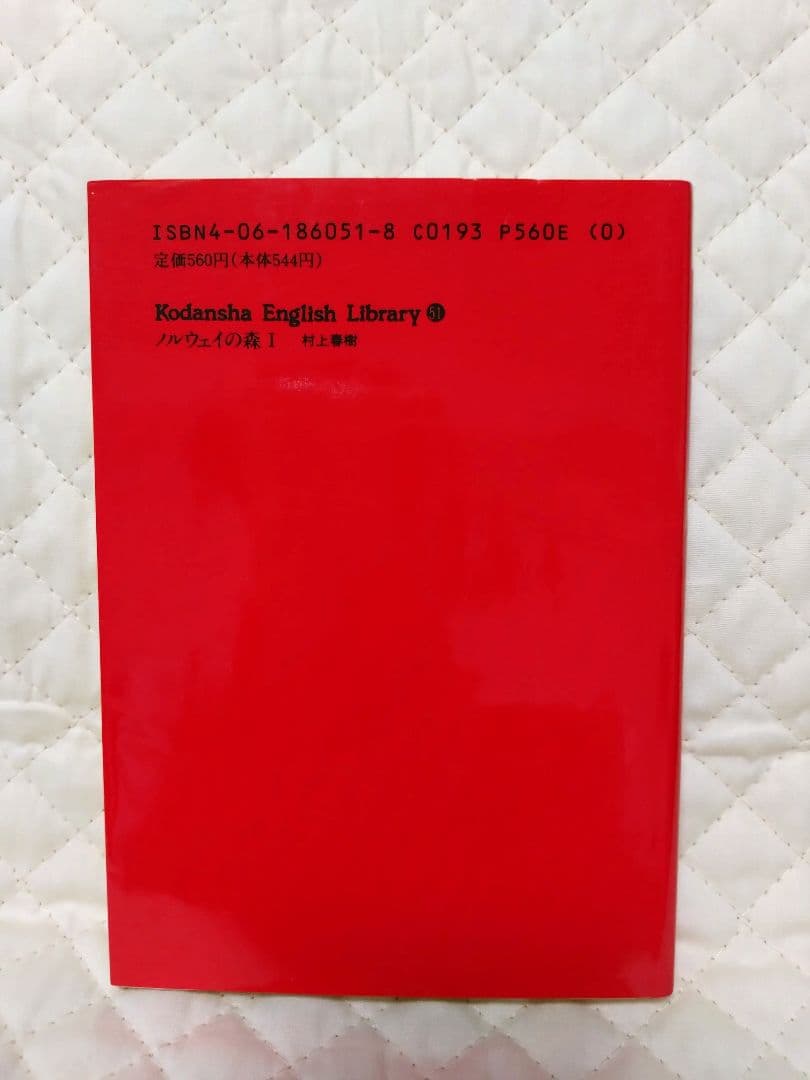 ISBN4-06-186051-8 C0193 P560E (0)
定価560円(本体544円)
Kodansha English Library 51
ノルウェイの森 I 村上春樹